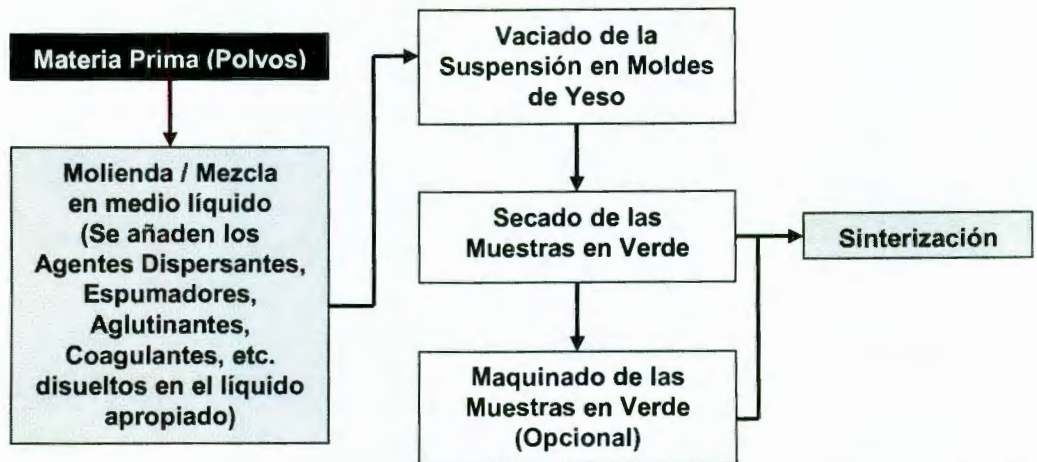 Materia Prima (Polvos)
Molienda / Mezcla
en medio líquido
(Se añaden los
Agentes Dispersantes,
Espumadores,
Aglutinantes,
Coagulantes, etc.
disueltos en el líquido
apropiado)
Vaciado de la
Suspensión en Moldes
de Yeso
Secado de las
Muestras en Verde
Maquinado de las
Muestras en Verde
(Opcional)
Sinterización